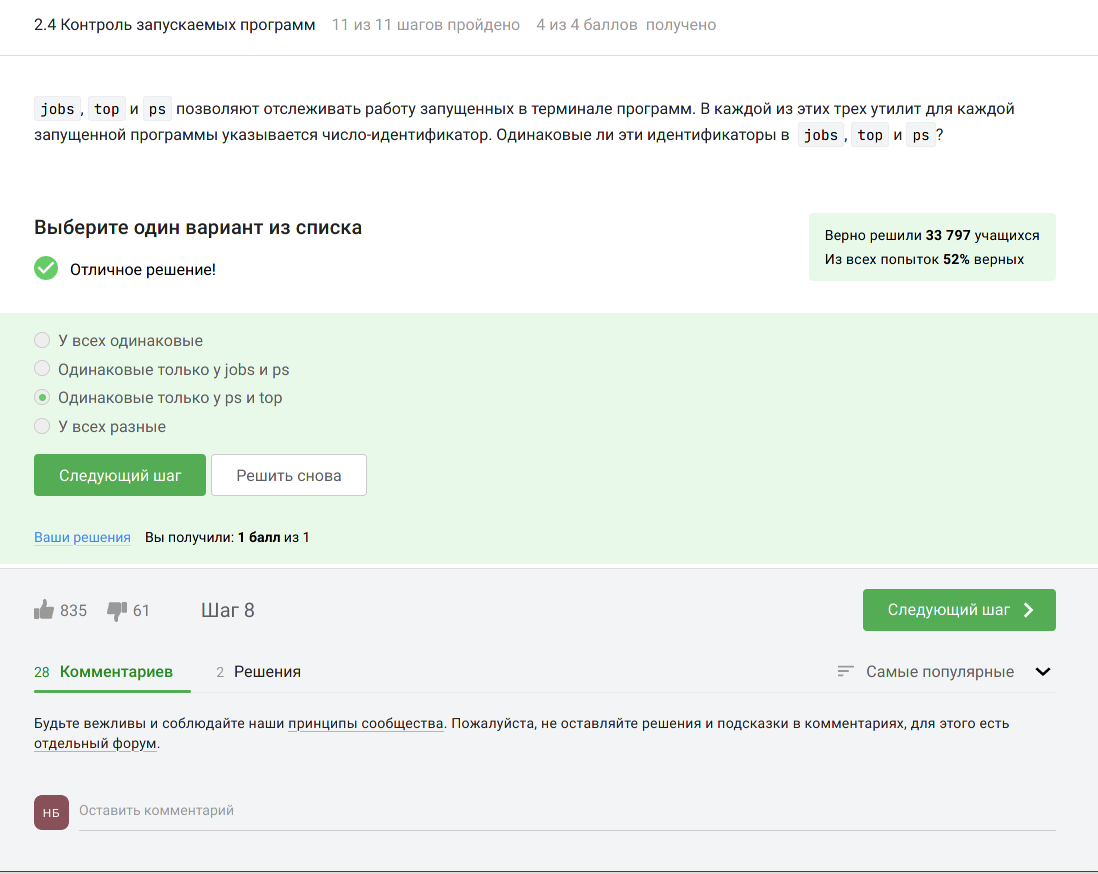 2.4 Контроль запускаемых программ 11 из 11 шагов пройдено 4 из 4 баллов получено
jobs, top и ps позволяют отслеживать работу запущенных в терминале программ. В каждой из этих трех утилит для каждой
запущенной программы указывается число-идентификатор. Одинаковые ли эти идентификаторы в jobs, top и ps?
Выберите один вариант из списка
Отличное решение!
Верно решили 33 797 учащихся
Из всех попыток 52% верных
У всех одинаковые
Одинаковые только у jobs и ps
Одинаковые только у ps и top
У всех разные
Следующий шаг Решить снова
Ваши решения Вы получили: 1 балл из 1
835 61 Шаг 8 Следующий шаг
28 Комментариев 2 Решения Самые популярные
Будьте вежливы и соблюдайте наши принципы сообщества. Пожалуйста, не оставляйте решения и подсказки в комментариях, для этого есть
отдельный форум.
НБ Оставить комментарий